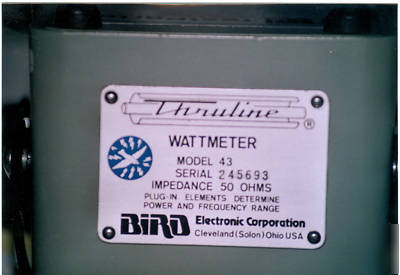 Thruline
®
WATTMETER
MODEL 43
SERIAL 245693
IMPEDANCE 50 OHMS
PLUG-IN ELEMENTS DETERMINE
POWER AND FREQUENCY RANGE
BIRD Electronic Corporation
Cleveland (Solon) Ohio USA